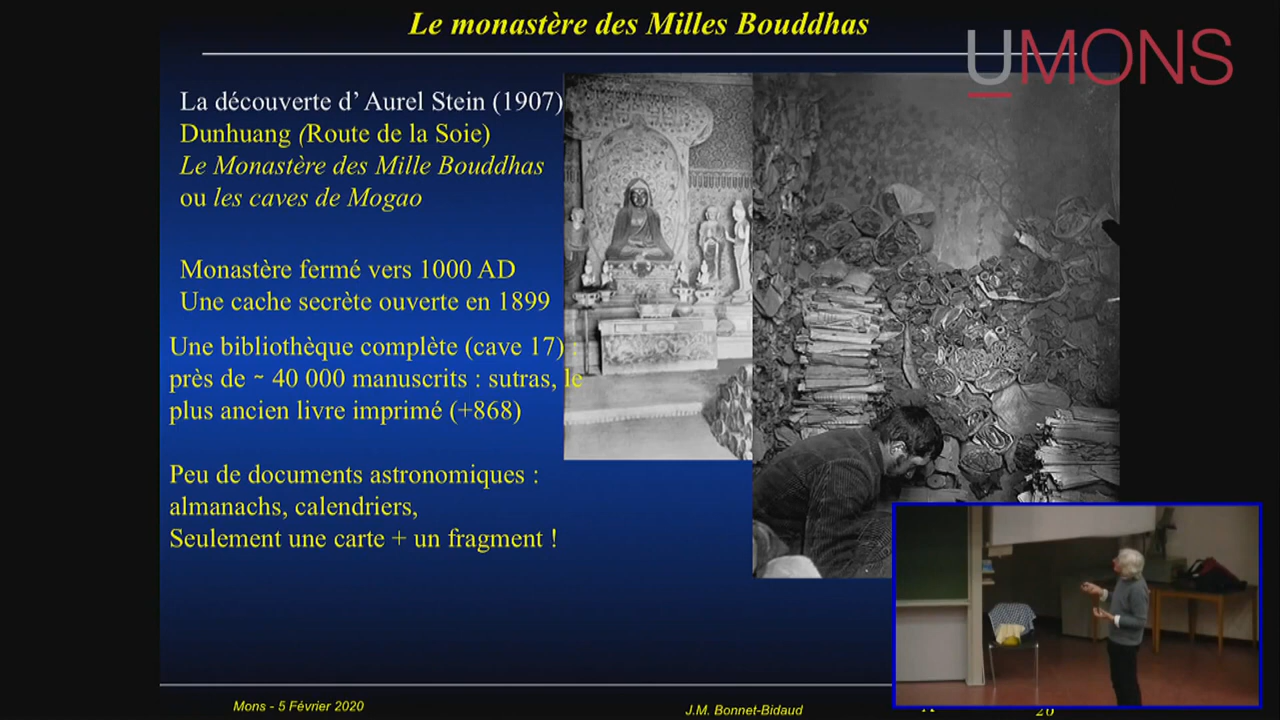 Le monastère des Milles Bouddhas
UMONS
La découverte d’Aurel Stein (1907)
Dunhuang (Route de la Soie)
Le Monastère des Mille Bouddhas
ou les caves de Mogao
Monastère fermé vers 1000 AD
Une cache secrète ouverte en 1899
Une bibliothèque complète (cave 17) :
près de ~ 40 000 manuscrits : sutras, le
plus ancien livre imprimé (+868)
Peu de documents astronomiques :
almanachs, calendriers,
Seulement une carte + un fragment !
Mons - 5 Février 2020
J.M. Bonnet-Bidaud